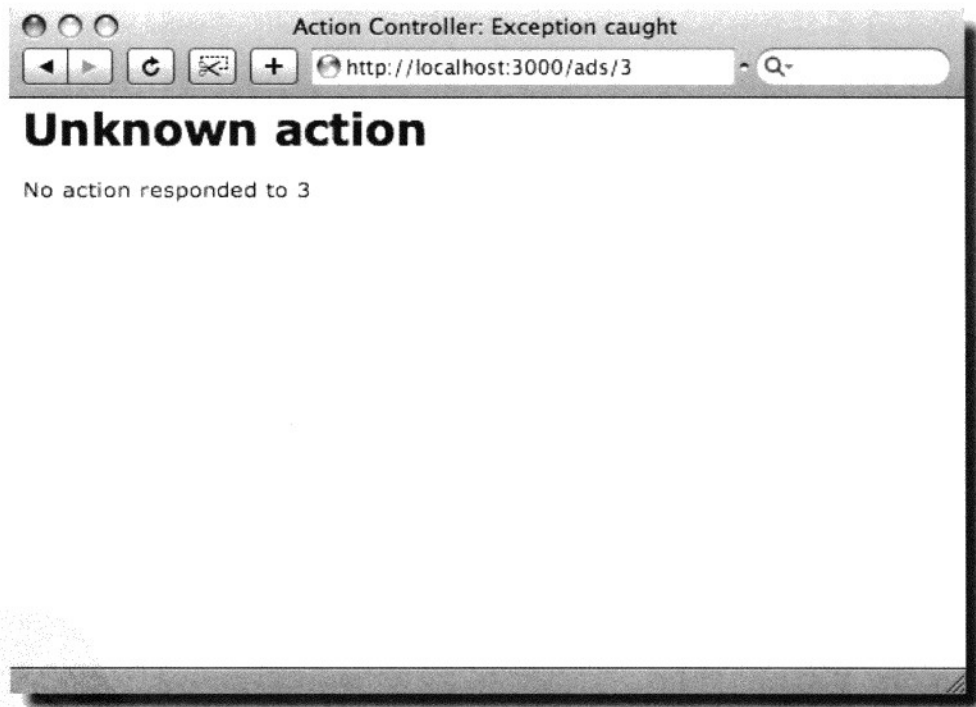 Action Controller: Exception caught
http://localhost:3000/ads/3
Unknown action
No action responded to 3